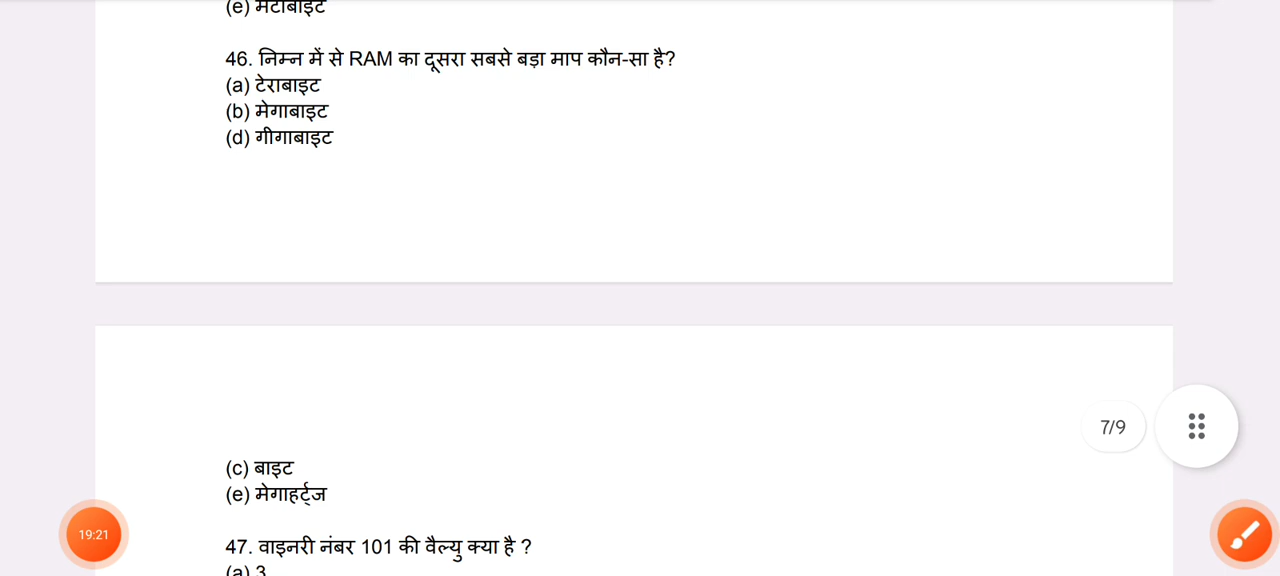 (e) मेटाबाइट
46. निम्न में से RAM का दूसरा सबसे बड़ा माप कौन-सा है?
(a) टेराबाइट
(b) मेगाबाइट
(d) गीगाबाइट
7/9
(c) बाइट
(e) मेगाहर्ट्ज
19:21
47. वाइनरी नंबर 101 की वैल्यु क्या है ?
(a) 3